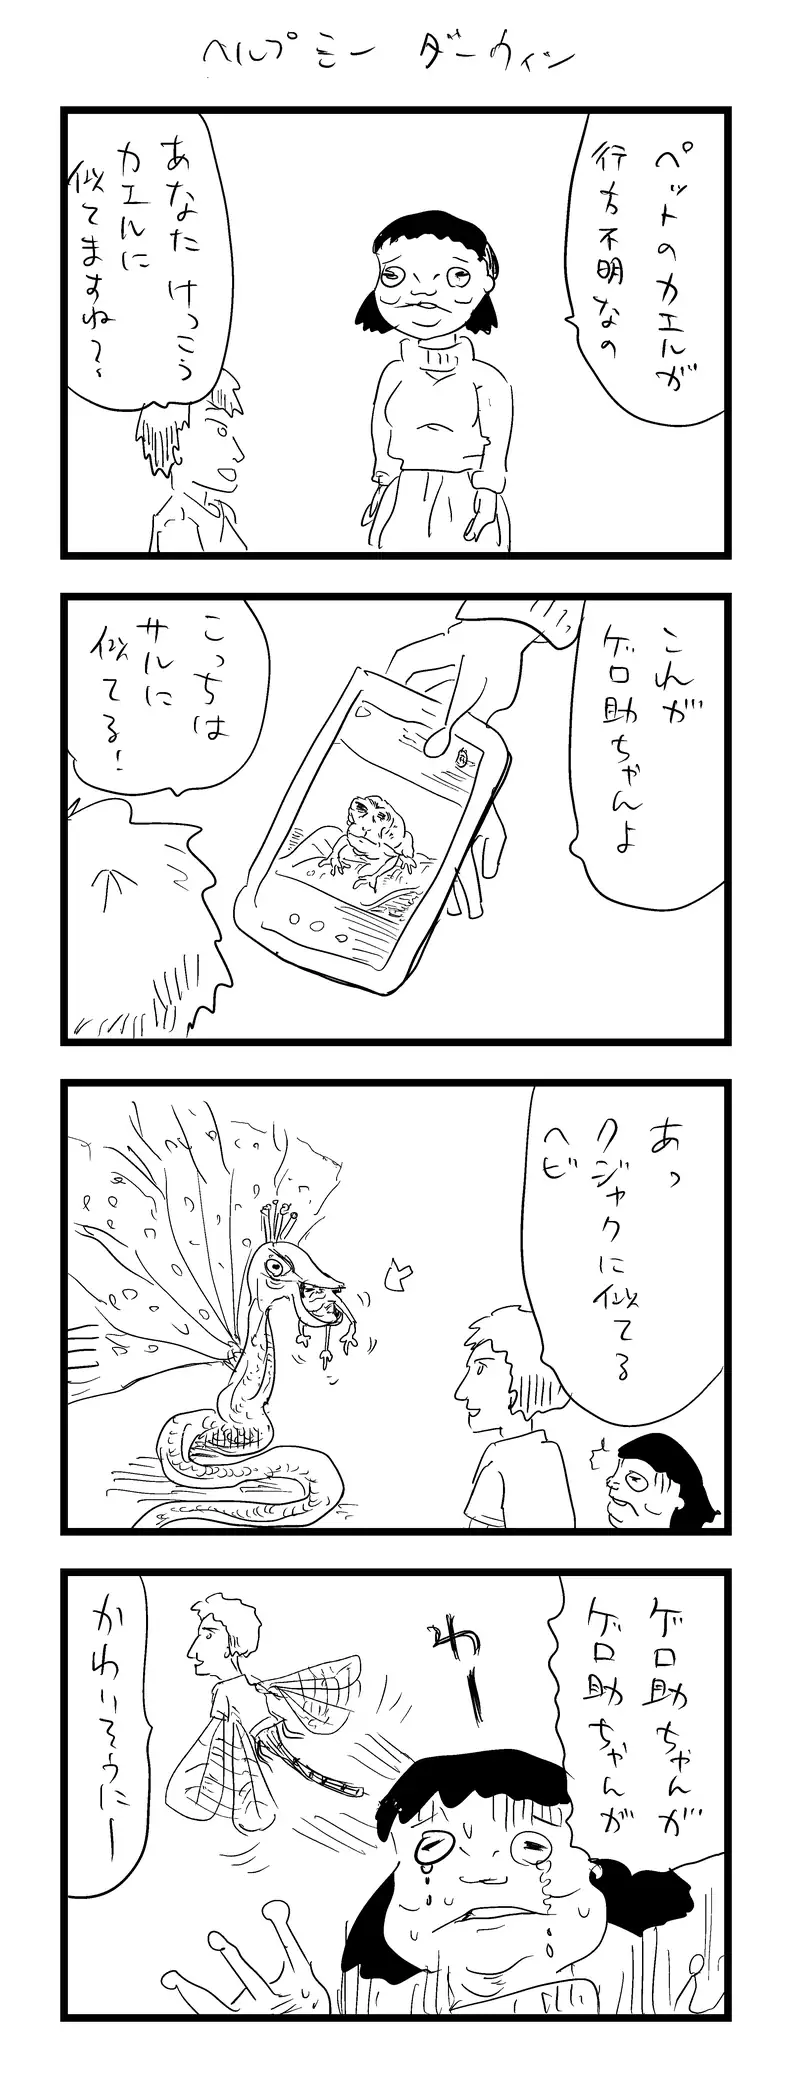 ヘルプミー ダーウィン
ペットのカエルが
行方不明なの
あなた けっこう
カエルに
似てますね〜
これが
ゲロ助ちゃんよ
こっちは
サルに
似てる!
あっ
クジャクに似てる
ヘビ
ゲロ助ちゃんが
ゲロ助ちゃんが
わー
かわいそうにー